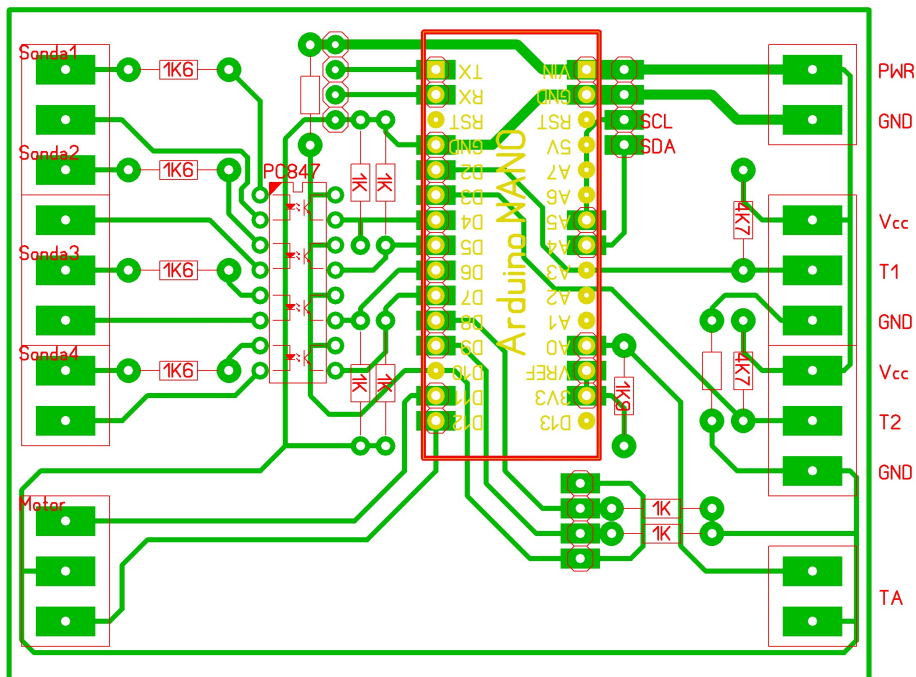 Sonda1
1K6
Sonda2
1K6
PC847
Sonda3
1K6
Sonda4
1K6
Motor
1K
1K
1K
1K
Arduino NANO
TX
RX
RST
GND
D2
D3
D4
D5
D6
D7
D8
D9
D10
D11
D12
VIN
GND
RST
5V
A7
A6
A5
A4
A3
A2
A1
A0
VREF
3V3
D13
SCL
SDA
4K7
4K7
1K
1K
PWR
GND
Vcc
T1
GND
Vcc
T2
GND
TA